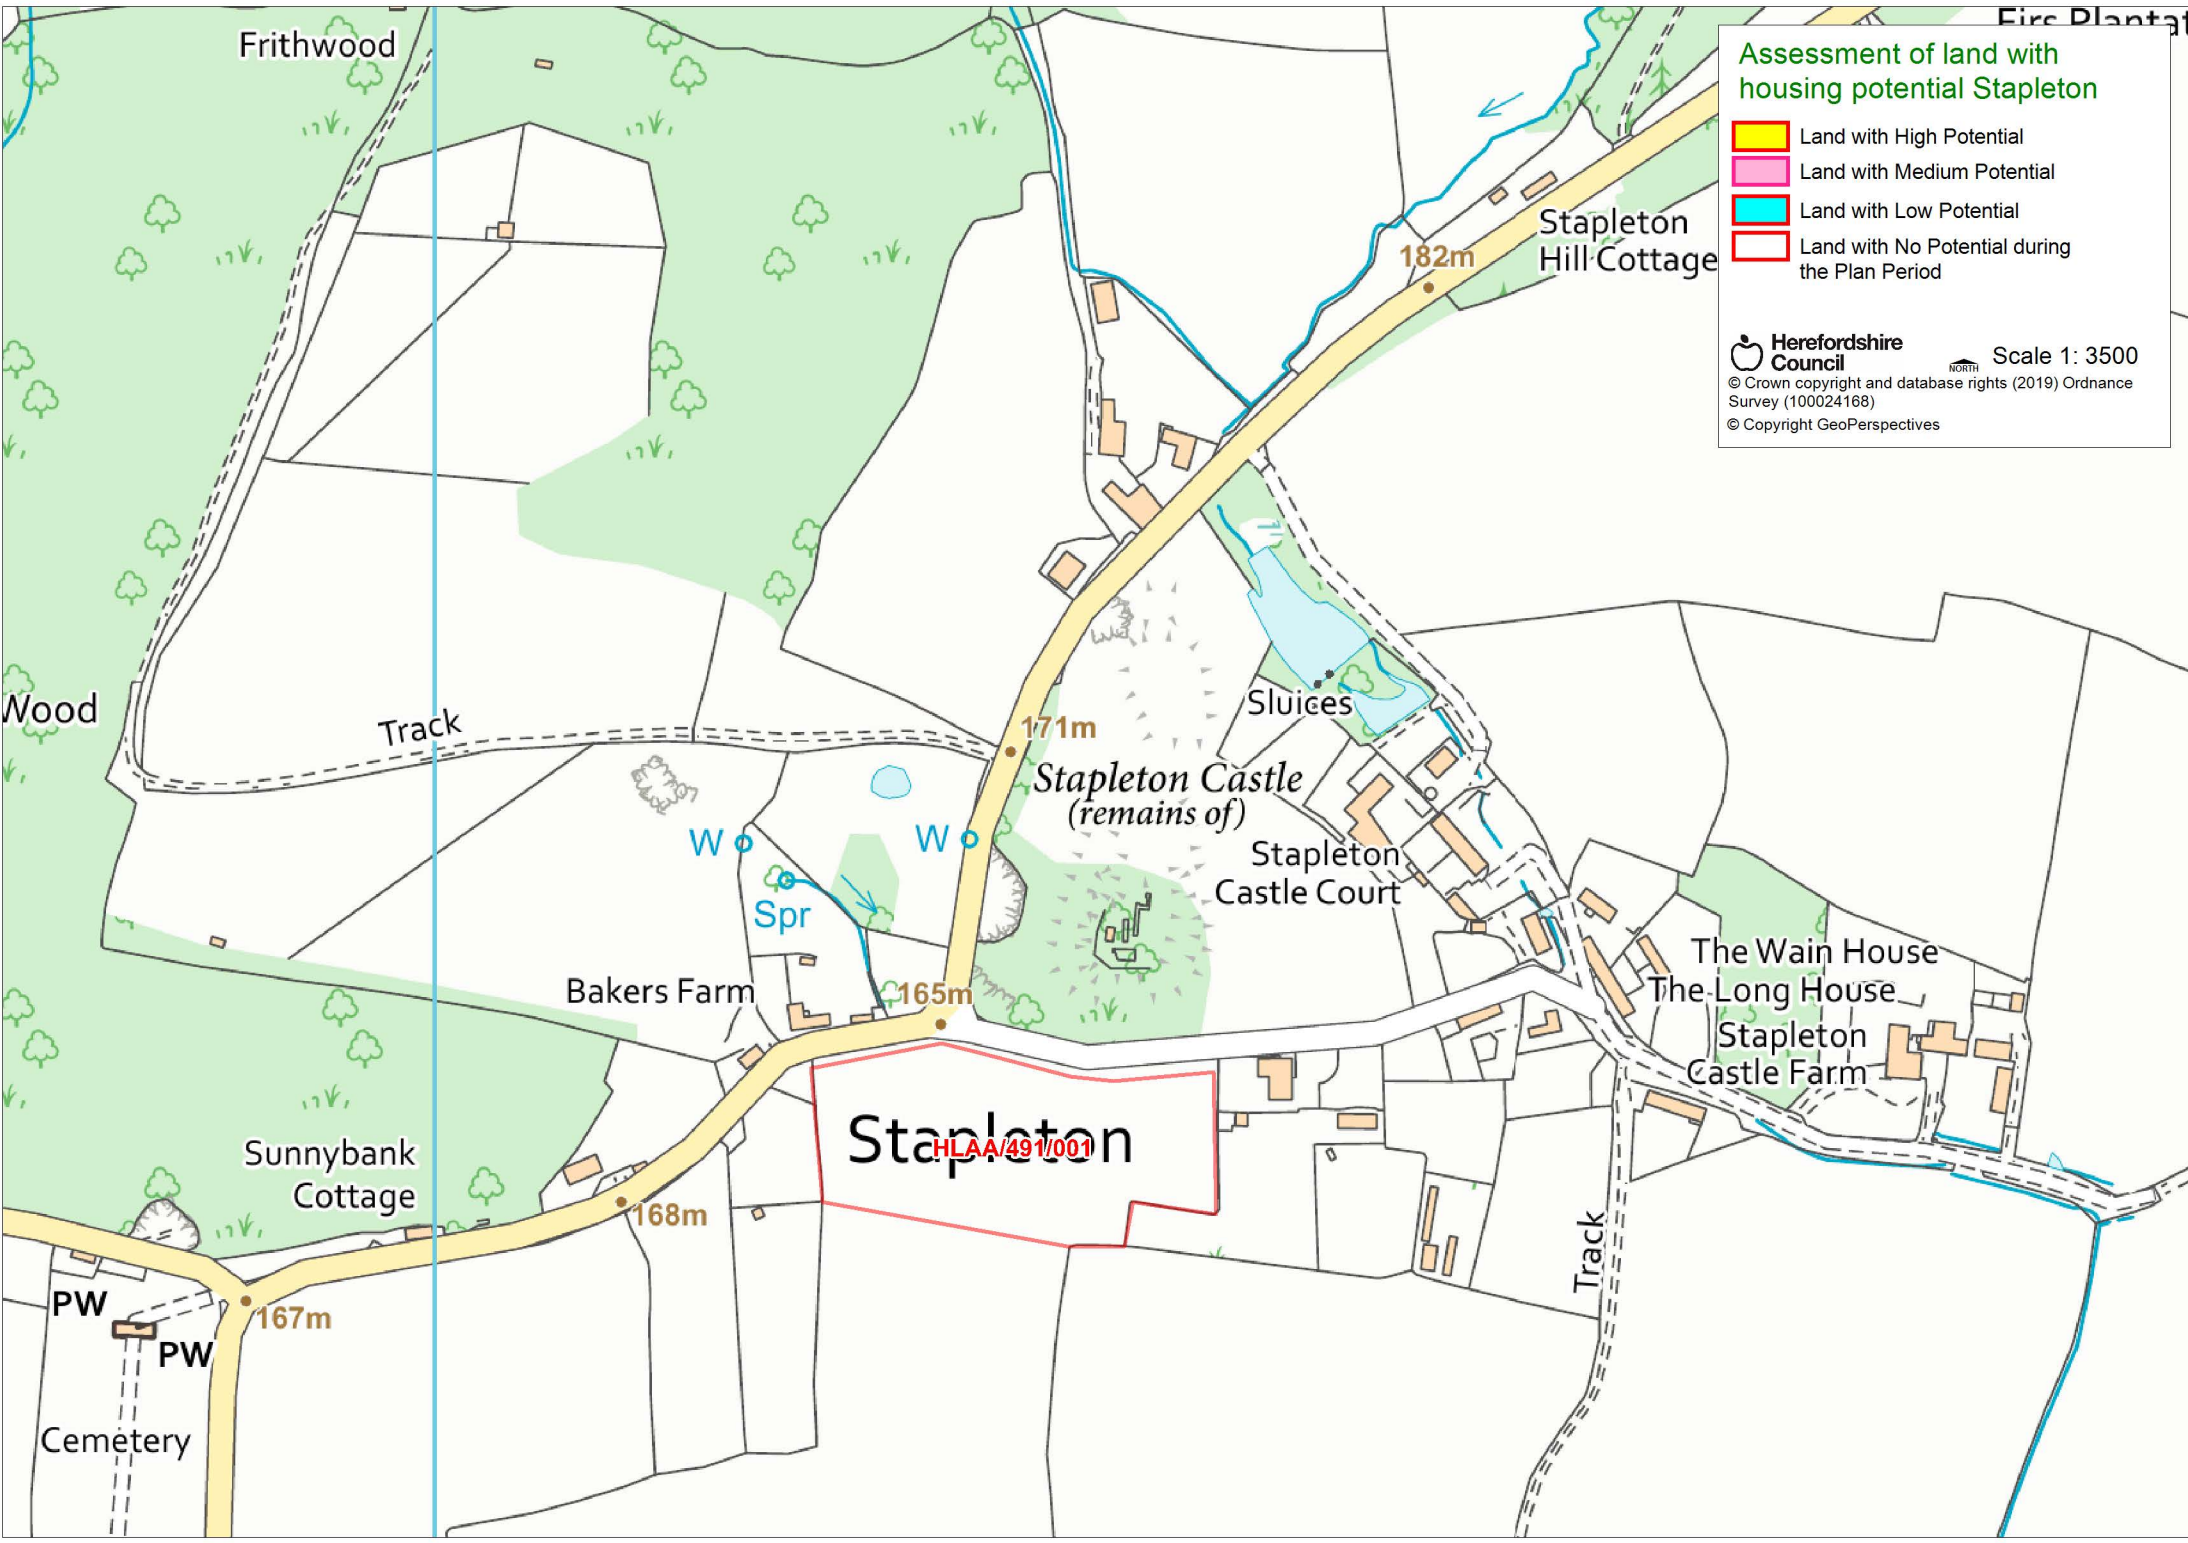 Frithwood
Firs Plantat
Assessment of land with
housing potential Stapleton
Land with High Potential
Land with Medium Potential
Land with Low Potential
Land with No Potential during
the Plan Period
Herefordshire
Council
NORTH
Scale 1: 3500
© Crown copyright and database rights (2019) Ordnance
Survey (100024168)
© Copyright GeoPerspectives
Stapleton
Hill Cottage
182m
Sluices
Wood
Track
171m
Stapleton Castle
(remains of)
W
W
Stapleton
Castle Court
Spr
The Wain House
The Long House
Bakers Farm
165m
Stapleton
Castle Farm
Stapleton
HLAA/491/001
Sunnybank
Cottage
168m
Track
PW
167m
PW
Cemetery